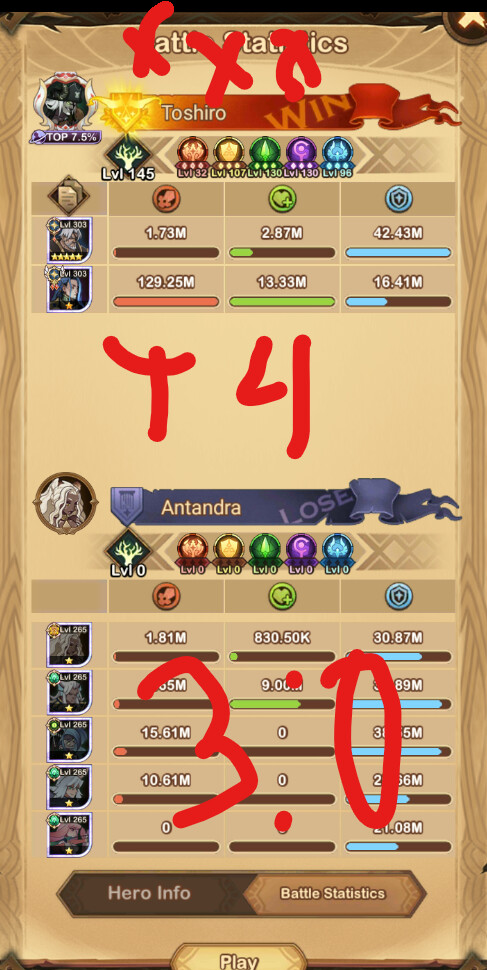 Battle Statistics
Toshiro
WIN
TOP 7.5%
Lvl 145
Lvl 32 Lvl 107 Lvl 130 Lvl 130 Lvl 96
Lvl 303 1.73M 2.87M 42.43M
Lvl 303 129.25M 13.33M 16.41M
Y 4
Antandra
LOSE
Lvl 0
Lvl 0 Lvl 0 Lvl 0 Lvl 0 Lvl 0
Lvl 265 1.81M 830.50K 30.87M
Lvl 265
Lvl 265 15.61M 0
Lvl 265 10.61M 0
Lvl 265 0 0 21.08M
3:0
Hero Info Battle Statistics
Play